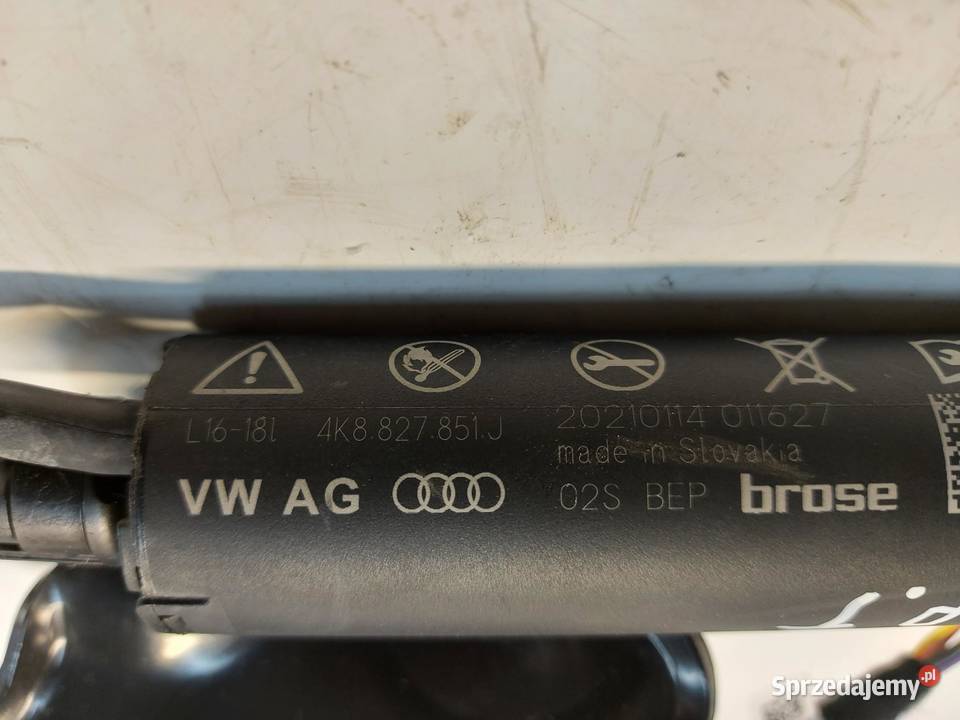 L16-18l 4K8.827.851.J 20210114 011627
made in Slovakia
VW AG 02S BEP brose
Sprzedajemy.pl